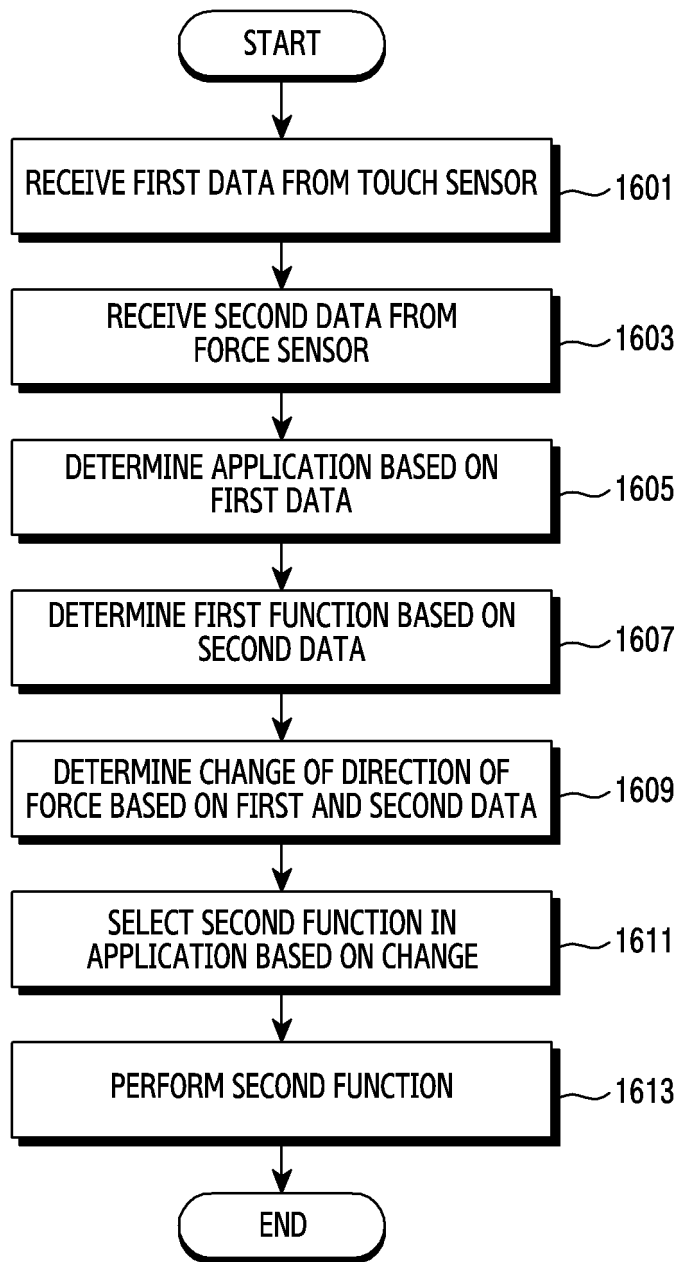 START
RECEIVE FIRST DATA FROM TOUCH SENSOR
1601
RECEIVE SECOND DATA FROM
FORCE SENSOR
1603
DETERMINE APPLICATION BASED ON
FIRST DATA
1605
DETERMINE FIRST FUNCTION BASED ON
SECOND DATA
1607
DETERMINE CHANGE OF DIRECTION OF
FORCE BASED ON FIRST AND SECOND DATA
1609
SELECT SECOND FUNCTION IN
APPLICATION BASED ON CHANGE
1611
PERFORM SECOND FUNCTION
1613
END